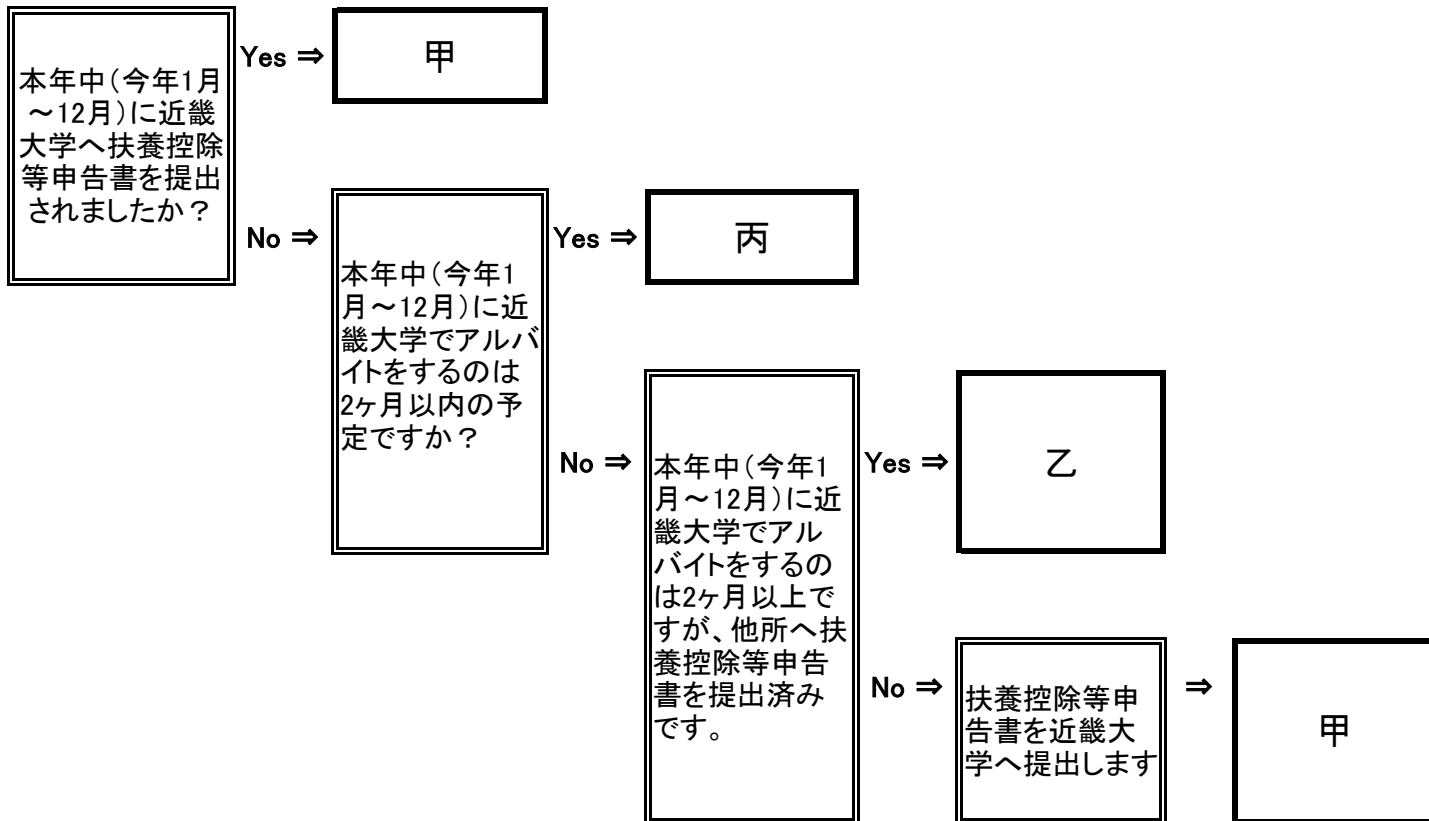 本年中（今年1月
～12月）に近畿
大学へ扶養控除
等申告書を提出
されましたか？
Yes ⇒
甲
No ⇒
本年中（今年1
月～12月）に近
畿大学でアルバ
イトをするのは
2ヶ月以内の予
定ですか？
Yes ⇒
丙
No ⇒
本年中（今年1
月～12月）に近
畿大学でアル
バイトをするの
は2ヶ月以上で
すが、他所へ扶
養控除等申告
書を提出済み
です。
Yes ⇒
乙
No ⇒
扶養控除等申
告書を近畿大
学へ提出します
⇒
甲